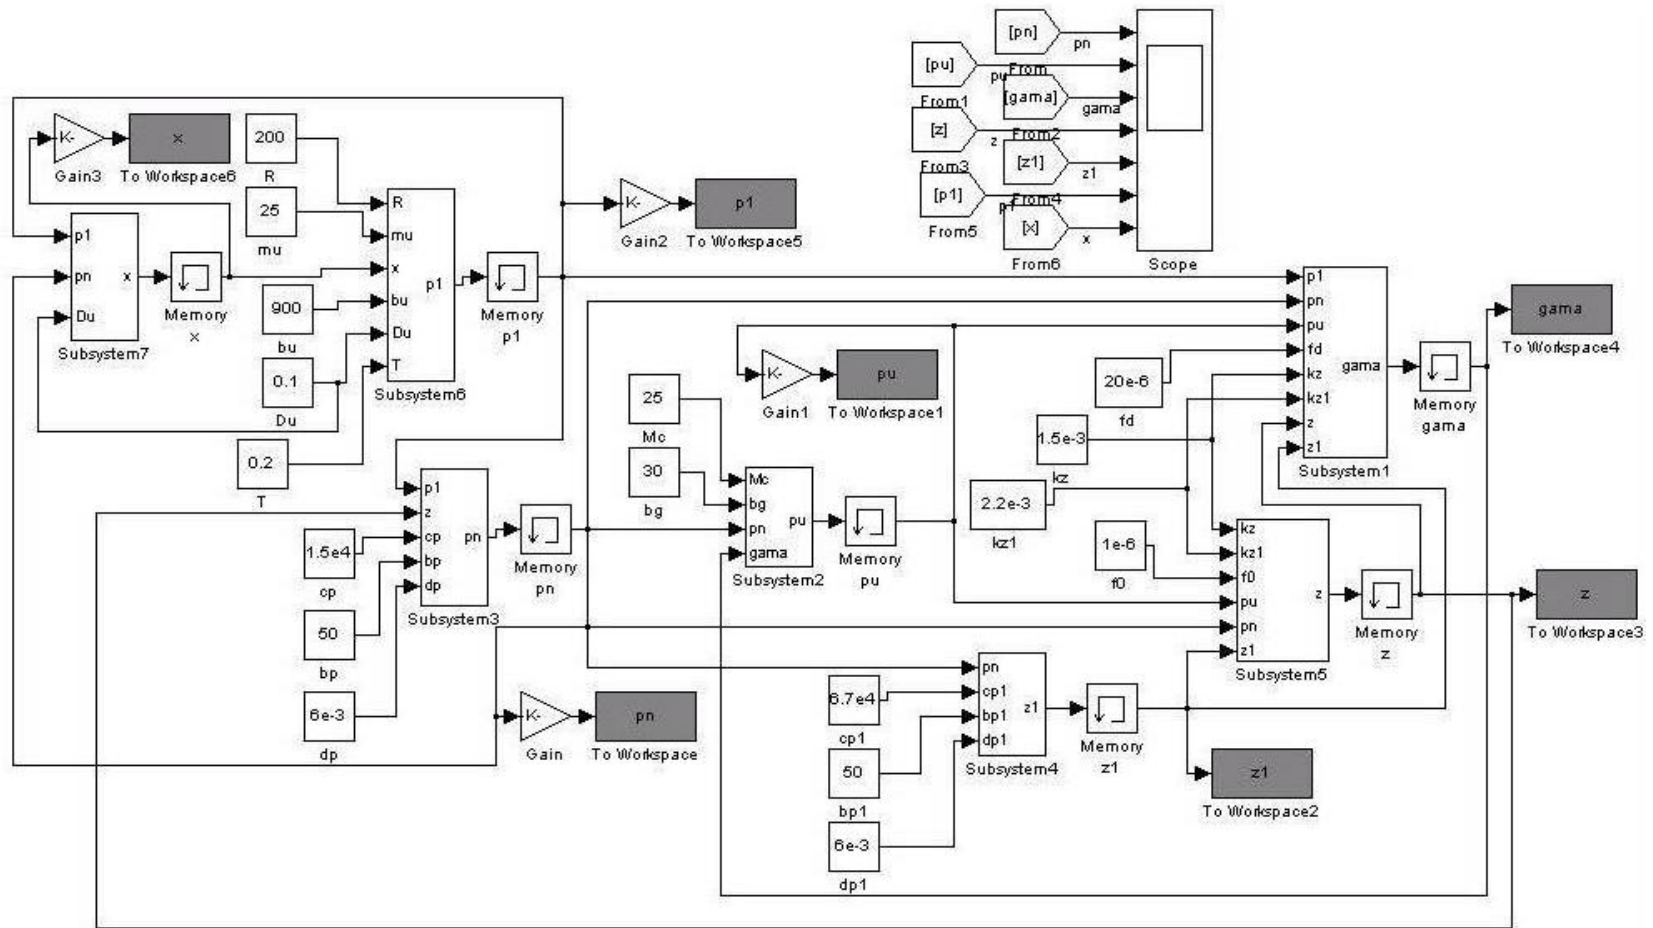 [pn]
pn
[pu]
pu
From
[gama]
gama
From1
[z]
z
From2
[z1]
z1
From3
[p1]
p1
From4
[x]
x
From5
From6
Scope
K-
Gain3
x
To Workspace6
200
R
25
mu
p1
pn
Du
x
Subsystem7
Memory
x
900
bu
0.1
Du
0.2
T
R
mu
x
bu
Du
T
p1
Subsystem6
Memory
p1
K-
Gain2
p1
To Workspace5
K-
Gain1
pu
To Workspace1
p1
pn
pu
fd
kz
kz1
z
z1
gama
Subsystem1
Memory
gama
gama
To Workspace4
20e-6
fd
1.5e-3
kz
2.2e-3
kz1
1e-6
f0
25
Mc
30
bg
Mc
bg
pn
gama
pu
Subsystem2
Memory
pu
p1
z
cp
bp
dp
pn
Subsystem3
Memory
pn
1.5e4
cp
50
bp
6e-3
dp
K-
Gain
pn
To Workspace
kz
kz1
f0
pu
pn
z1
z
Subsystem5
Memory
z
z
To Workspace3
6.7e4
cp1
50
bp1
6e-3
dp1
pn
cp1
bp1
dp1
z1
Subsystem4
Memory
z1
z1
To Workspace2